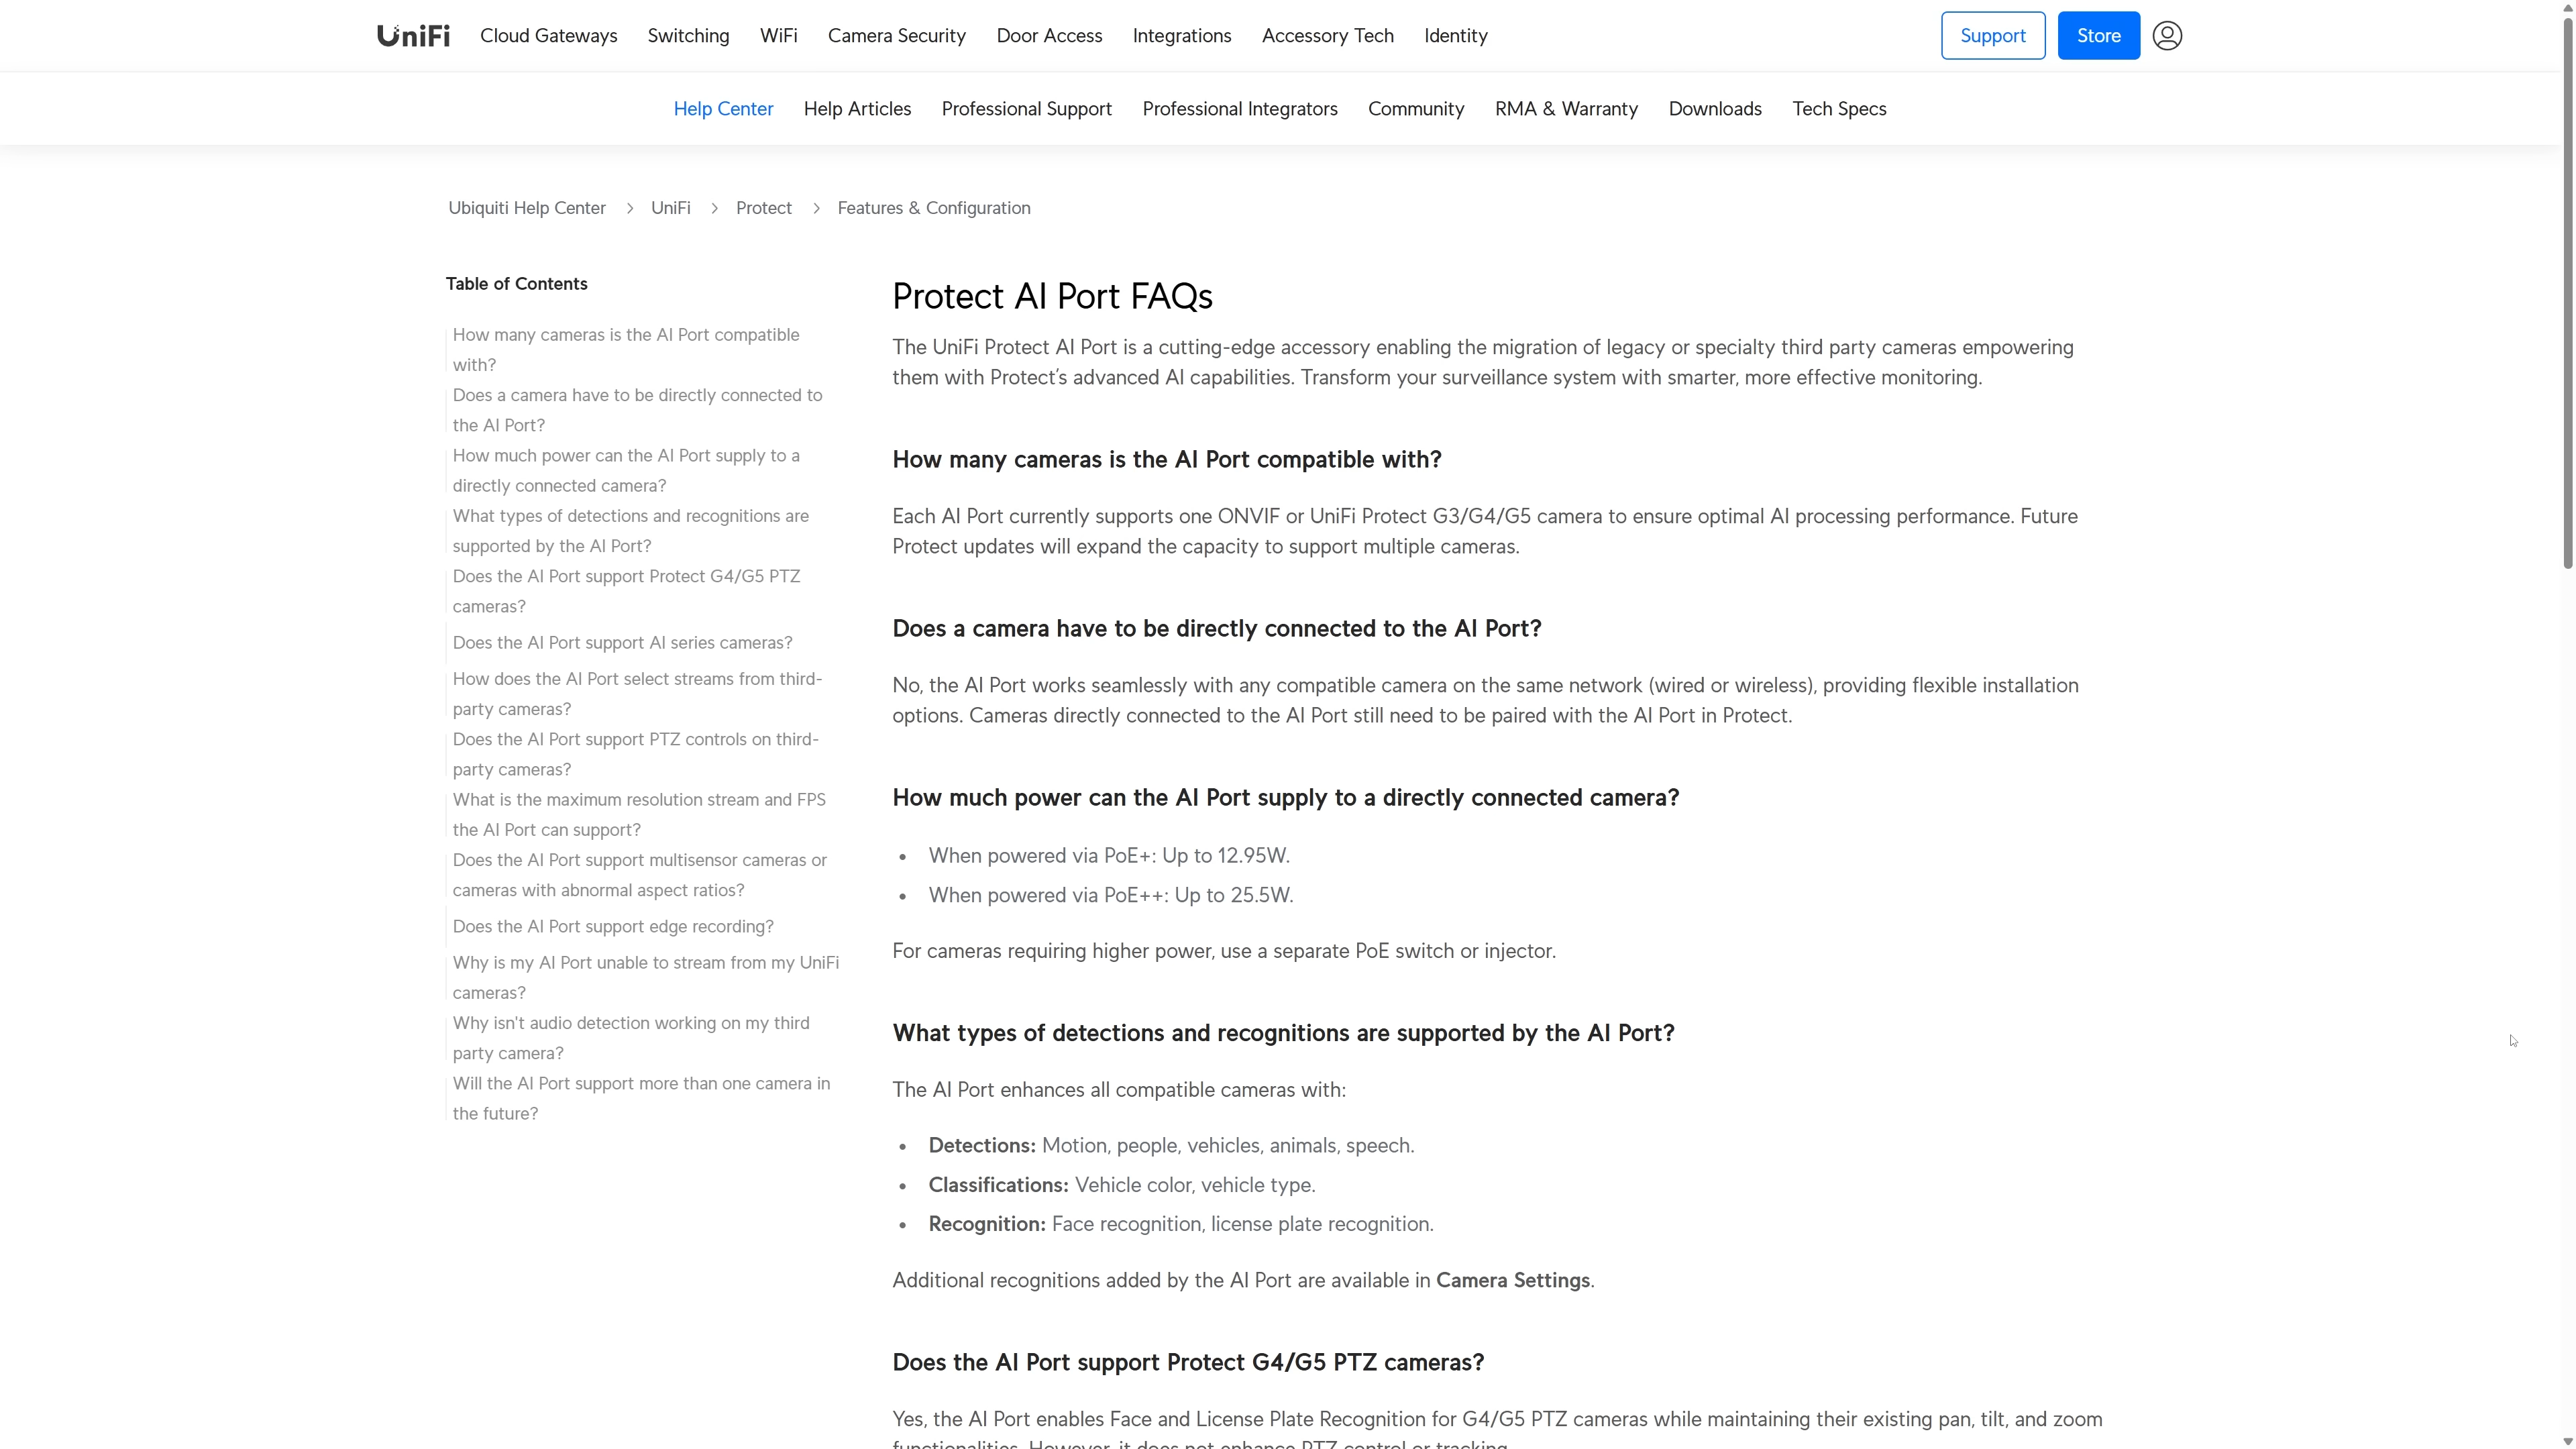 UniFi
Cloud Gateways
Switching
WiFi
Camera Security
Door Access
Integrations
Accessory Tech
Identity
Support
Store
Help Center
Help Articles
Professional Support
Professional Integrators
Community
RMA & Warranty
Downloads
Tech Specs
Ubiquiti Help Center
UniFi
Protect
Features & Configuration
Table of Contents
How many cameras is the AI Port compatible
with?
Does a camera have to be directly connected to
the AI Port?
How much power can the AI Port supply to a
directly connected camera?
What types of detections and recognitions are
supported by the AI Port?
Does the AI Port support Protect G4/G5 PTZ
cameras?
Does the AI Port support AI series cameras?
How does the AI Port select streams from third-
party cameras?
Does the AI Port support PTZ controls on third-
party cameras?
What is the maximum resolution stream and FPS
the AI Port can support?
Does the AI Port support multisensor cameras or
cameras with abnormal aspect ratios?
Does the AI Port support edge recording?
Why is my AI Port unable to stream from my UniFi
cameras?
Why isn't audio detection working on my third
party camera?
Will the AI Port support more than one camera in
the future?
Protect AI Port FAQs
The UniFi Protect AI Port is a cutting-edge accessory enabling the migration of legacy or specialty third party cameras empowering
them with Protect’s advanced AI capabilities. Transform your surveillance system with smarter, more effective monitoring.
How many cameras is the AI Port compatible with?
Each AI Port currently supports one ONVIF or UniFi Protect G3/G4/G5 camera to ensure optimal AI processing performance. Future
Protect updates will expand the capacity to support multiple cameras.
Does a camera have to be directly connected to the AI Port?
No, the AI Port works seamlessly with any compatible camera on the same network (wired or wireless), providing flexible installation
options. Cameras directly connected to the AI Port still need to be paired with the AI Port in Protect.
How much power can the AI Port supply to a directly connected camera?
• When powered via PoE+: Up to 12.95W.
• When powered via PoE++: Up to 25.5W.
For cameras requiring higher power, use a separate PoE switch or injector.
What types of detections and recognitions are supported by the AI Port?
The AI Port enhances all compatible cameras with:
• Detections: Motion, people, vehicles, animals, speech.
• Classifications: Vehicle color, vehicle type.
• Recognition: Face recognition, license plate recognition.
Additional recognitions added by the AI Port are available in Camera Settings.
Does the AI Port support Protect G4/G5 PTZ cameras?
Yes, the AI Port enables Face and License Plate Recognition for G4/G5 PTZ cameras while maintaining their existing pan, tilt, and zoom
functionalities. However, it does not enhance PTZ control or tracking.